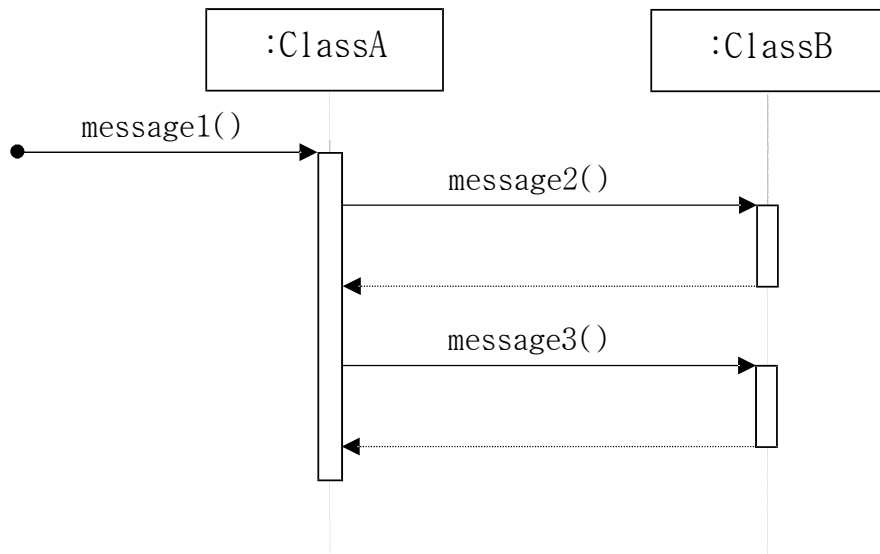 :ClassA
:ClassB
message1()
message2()
message3()